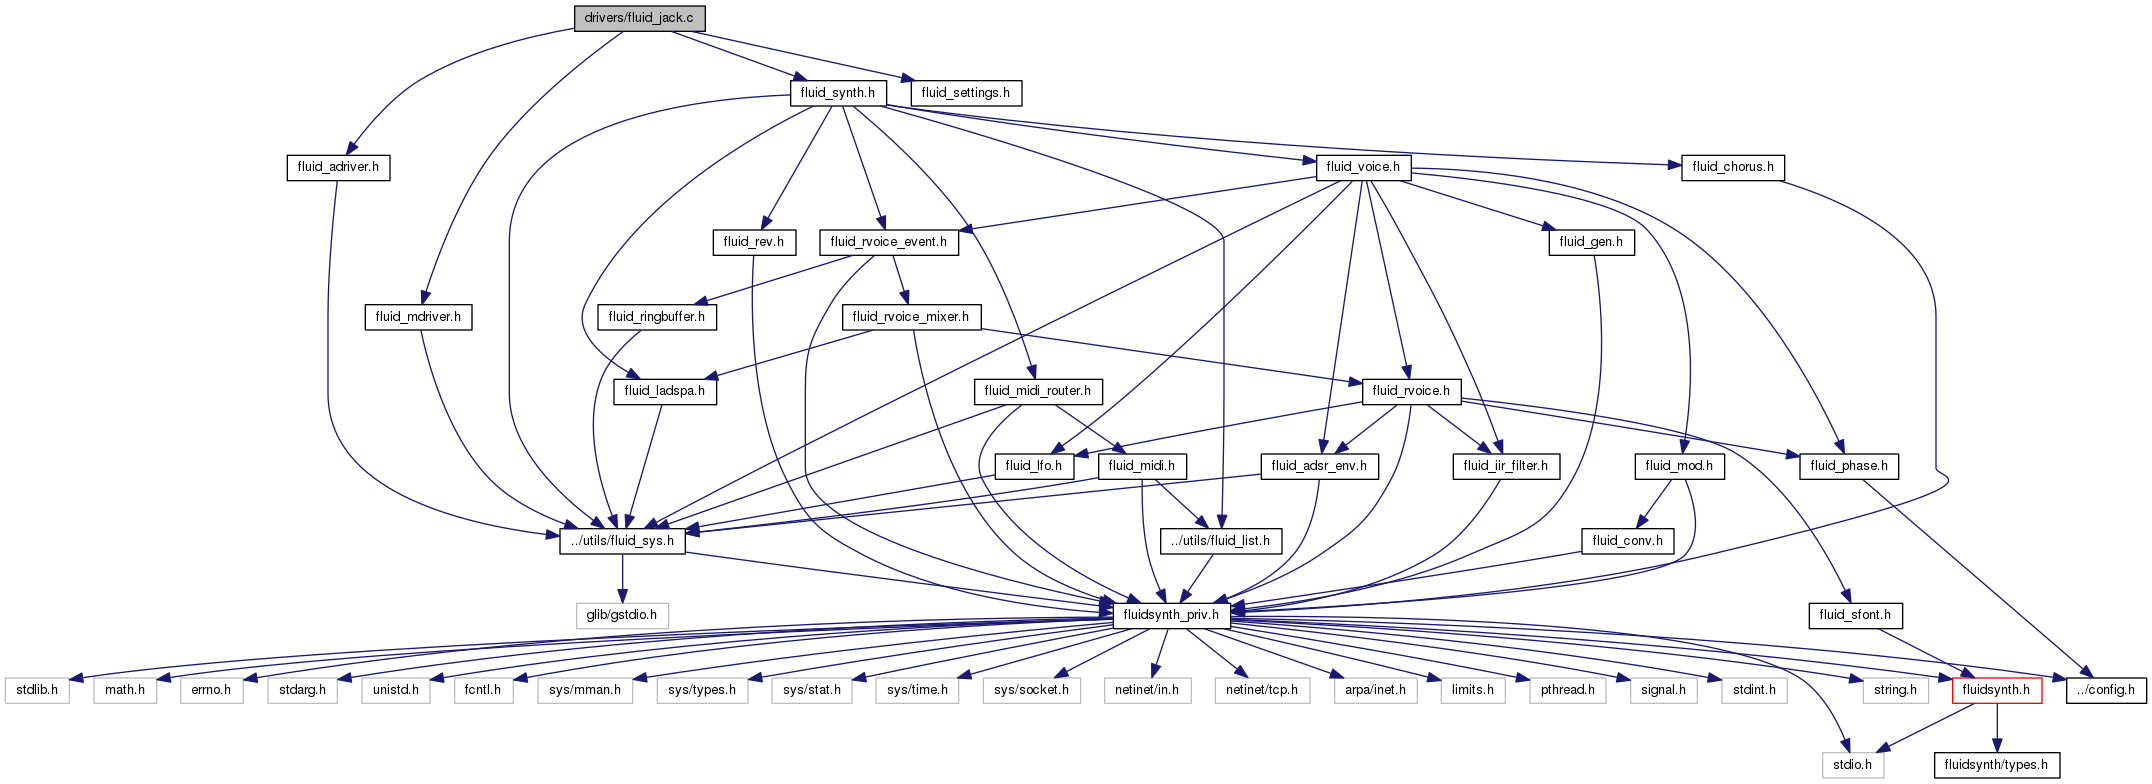 drivers/fluid_jack.c
fluid_synth.h
fluid_settings.h
fluid_adriver.h
fluid_voice.h
fluid_chorus.h
fluid_rev.h
fluid_rvoice_event.h
fluid_gen.h
fluid_mdriver.h
fluid_ringbuffer.h
fluid_rvoice_mixer.h
fluid_ladspa.h
fluid_midi_router.h
fluid_rvoice.h
fluid_lfo.h
fluid_midi.h
fluid_adsr_env.h
fluid_iir_filter.h
fluid_mod.h
fluid_phase.h
../utils/fluid_sys.h
../utils/fluid_list.h
fluid_conv.h
glib/gstdio.h
fluidsynth_priv.h
fluid_sfont.h
stdlib.h
math.h
errno.h
stdarg.h
unistd.h
fcntl.h
sys/mman.h
sys/types.h
sys/stat.h
sys/time.h
sys/socket.h
netinet/in.h
netinet/tcp.h
arpa/inet.h
limits.h
pthread.h
signal.h
stdint.h
string.h
fluidsynth.h
../config.h
stdio.h
fluidsynth/types.h